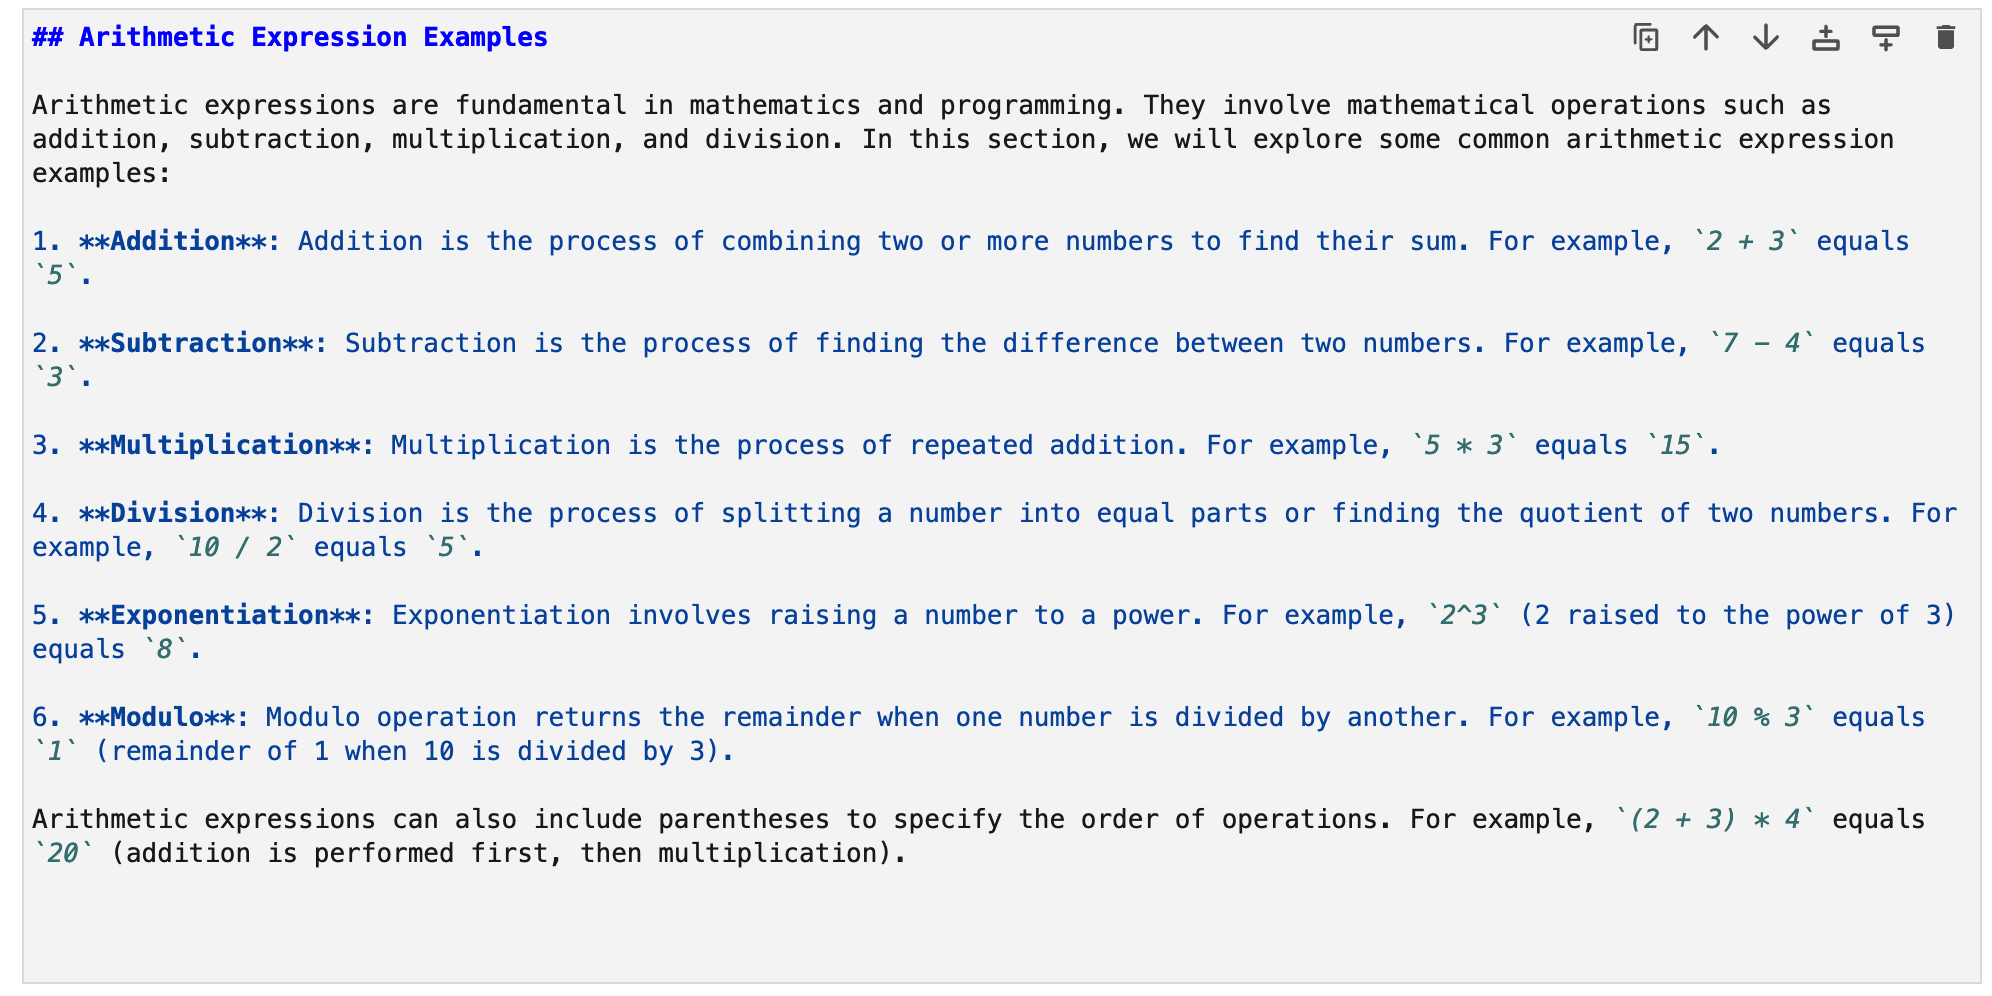 ## Arithmetic Expression Examples
Arithmetic expressions are fundamental in mathematics and programming. They involve mathematical operations such as
addition, subtraction, multiplication, and division. In this section, we will explore some common arithmetic expression
examples:
1. **Addition**: Addition is the process of combining two or more numbers to find their sum. For example, `2 + 3` equals
`5`.
2. **Subtraction**: Subtraction is the process of finding the difference between two numbers. For example, `7 - 4` equals
`3`.
3. **Multiplication**: Multiplication is the process of repeated addition. For example, `5 * 3` equals `15`.
4. **Division**: Division is the process of splitting a number into equal parts or finding the quotient of two numbers. For
example, `10 / 2` equals `5`.
5. **Exponentiation**: Exponentiation involves raising a number to a power. For example, `2^3` (2 raised to the power of 3)
equals `8`.
6. **Modulo**: Modulo operation returns the remainder when one number is divided by another. For example, `10 % 3` equals
`1` (remainder of 1 when 10 is divided by 3).
Arithmetic expressions can also include parentheses to specify the order of operations. For example, `(2 + 3) * 4` equals
`20` (addition is performed first, then multiplication).